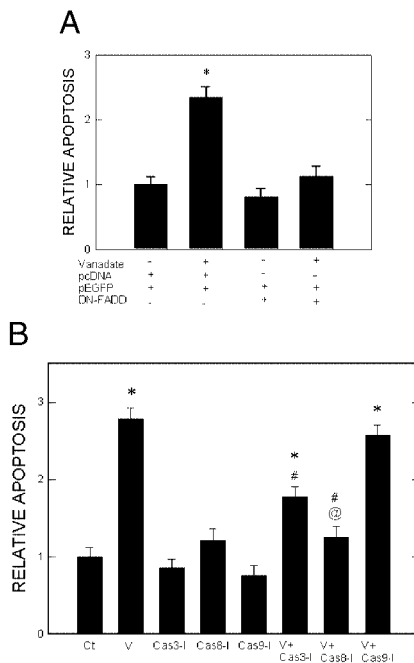 A
RELATIVE APOPTOSIS
3
2
1
0
*
Vanadate - + - +
pcDNA + + - -
pEGFP + + + +
DN-FADD - - + +
B
RELATIVE APOPTOSIS
3
2
1
0
*
*
#
#
@
*
Ct V Cas3-I Cas8-I Cas9-I V+ V+ V+
Cas3-I Cas8-I Cas9-I